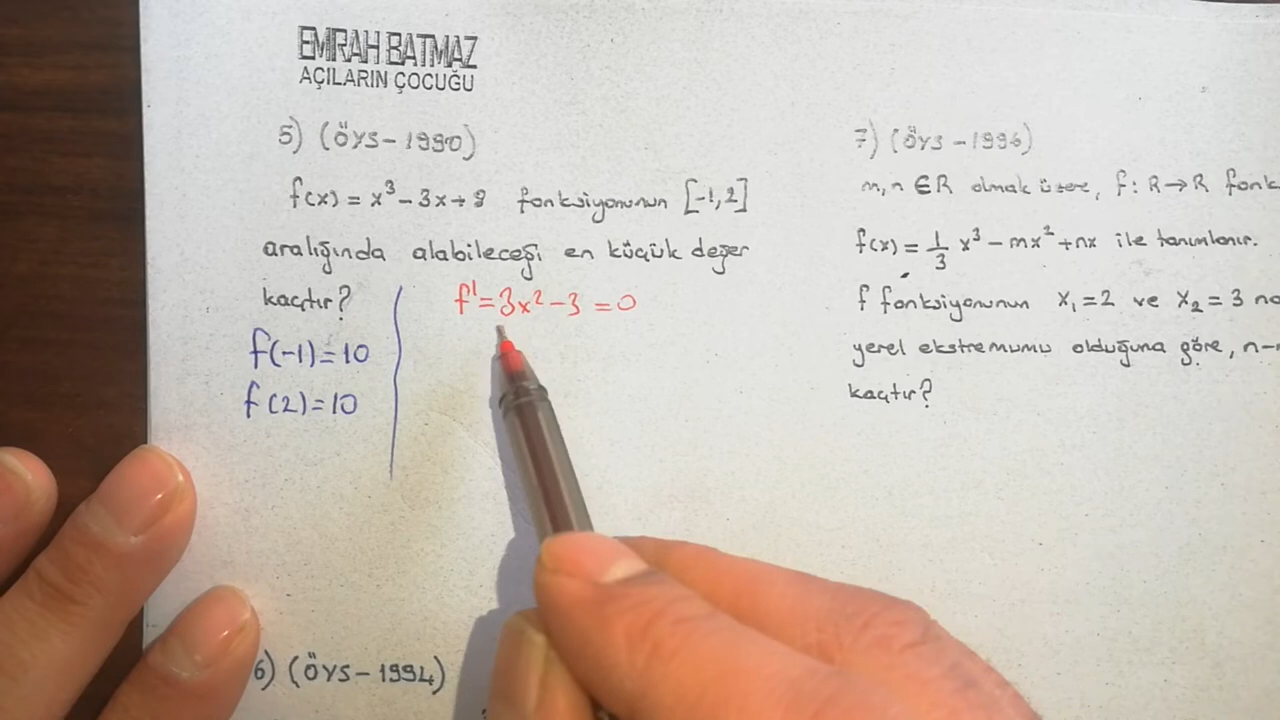 EMRAH BATMAZ
AÇILARIN ÇOCUĞU
5) (ÖYS-1990)
f(x) = x³ - 3x + 8 fonksiyonunun [-1,2]
aralığında alabileceği en küçük değer
kaçtır?
f' = 3x² - 3 = 0
f(-1) = 10
f(2) = 10
6) (ÖYS-1994)
7) (ÖYS-1996)
m,n ∈ R olmak üzere, f: R→R fonk
f(x) = 1/3 x³ - mx² + nx ile tanımlanır.
f fonksiyonunun x₁ = 2 ve x₂ = 3 no
yerel ekstremumu olduğuna göre, n-
kaçtır?